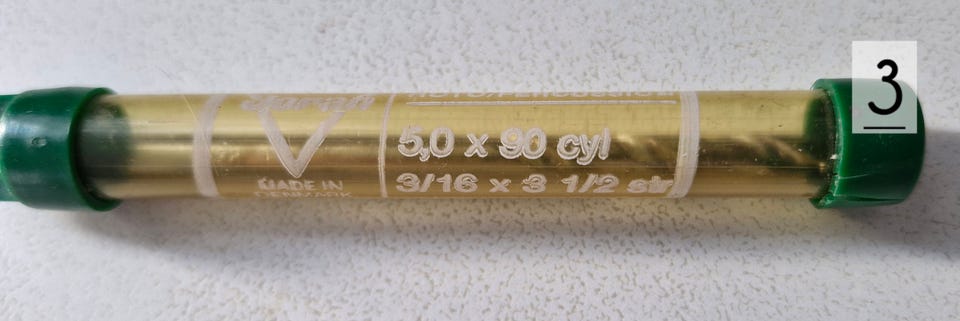 3
MADE IN
DENMARK
5,0 x 90 cyl
3/16 x 3 1/2 str